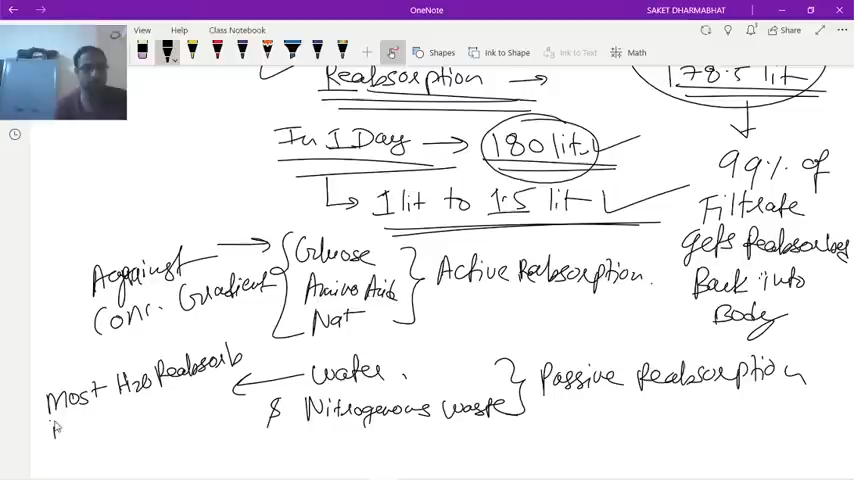 OneNote
SAKET DHARMABHAT
View Help Class Notebook
Share
Shapes Ink to Shape Ink to Text Math
Reabsorption 178.5 lit
In 1 Day 180 lit
1 lit to 1.5 lit
99% of
Filtrate
gets Reabsorbes
Back into
Body
Against
Conc. Gradient
Glucose
Amino Acids
Na+
Active Reabsorption.
Most H2O Reabsorb
water.
& Nitrogenous waste
Passive Reabsorption